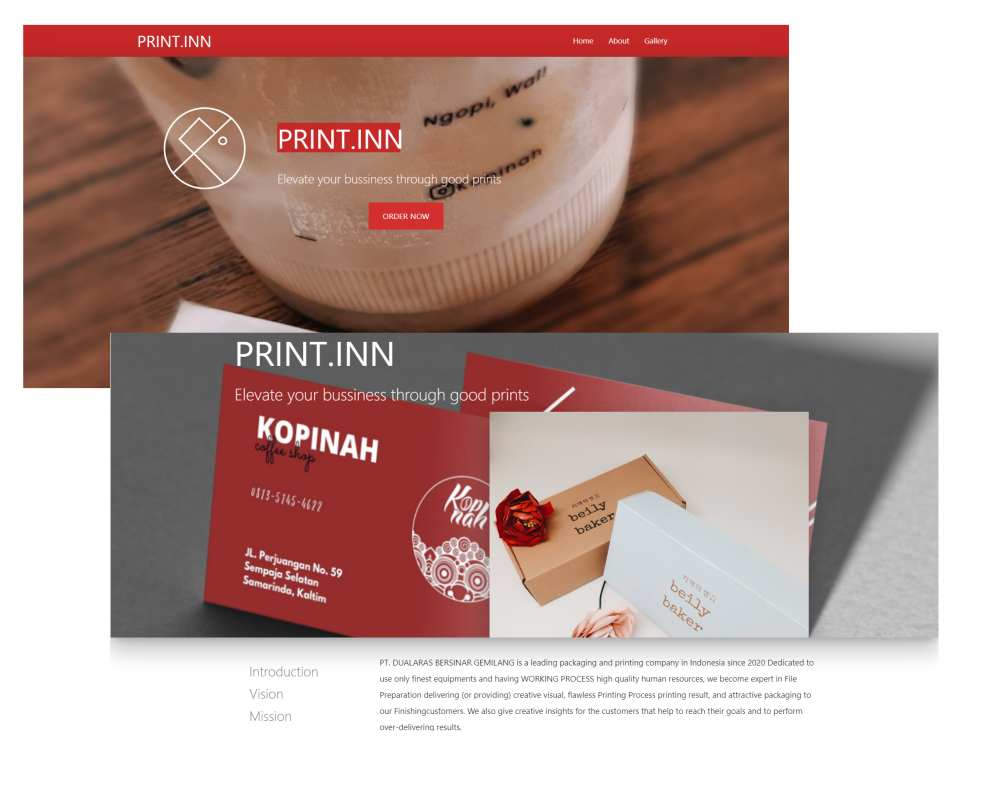 PRINT.INN
Home About Gallery
Ngopi, Wal!
PRINT.INN
Elevate your bussiness through good prints
ORDER NOW
PRINT.INN
Elevate your bussiness through good prints
KOPINAH
coffee shop
0813-5145-4622
Kopi
nah
JL. Perjuangan No. 59
Sempaja Selatan
Samarinda, Kaltim
beily
baker
beily
baker
Introduction
Vision
Mission
PT. DUALARAS BERSINAR GEMILANG is a leading packaging and printing company in Indonesia since 2020 Dedicated to
use only finest equipments and having WORKING PROCESS high quality human resources, we become expert in File
Preparation delivering (or providing) creative visual, flawless Printing Process printing result, and attractive packaging to
our Finishingcustomers. We also give creative insights for the customers that help to reach their goals and to perform
over-delivering results.